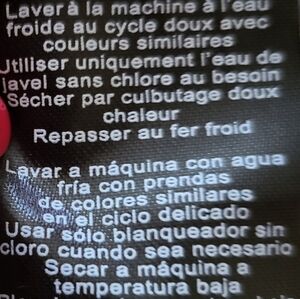 Laver à la machine à l'eau
froide au cycle doux avec
couleurs similaires
Utiliser uniquement l'eau de
javel sans chlore au besoin
Sécher par culbutage doux
chaleur
Repasser au fer froid
Lavar a máquina con agua
fría con prendas
de colores similares
en el ciclo delicado
Usar sólo blanqueador sin
cloro cuando sea necesario
Secar a máquina a
temperatura baja